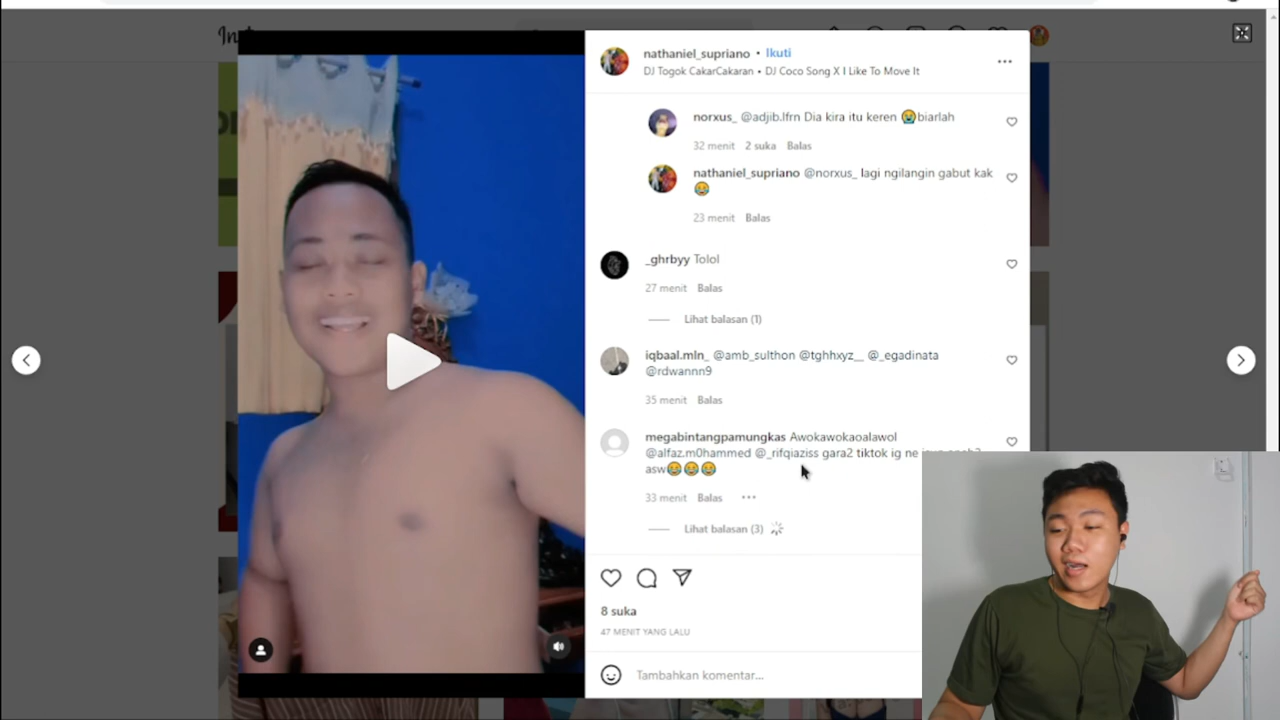 nathaniel_supriano • Ikuti
DJ Togok CakarCakaran • DJ Coco Song X I Like To Move It
norxus_ @adjib.lfrn Dia kira itu keren 😭biarlah
32 menit 2 suka Balas
nathaniel_supriano @norxus_ lagi ngilangin gabut kak
😂
23 menit Balas
_ghrbyy Tolol
27 menit Balas
Lihat balasan (1)
iqbaal.mln_ @amb_sulthon @tghhxyz__ @_egadinata
@rdwannn9
35 menit Balas
megabintangpamungkas Awokawokaoalawol
@alfaz.m0hammed @_rifqiaziss gara2 tiktok ig ne
asw😂😂😂
33 menit Balas •••
Lihat balasan (3)
8 suka
47 MENIT YANG LALU
Tambahkan komentar...